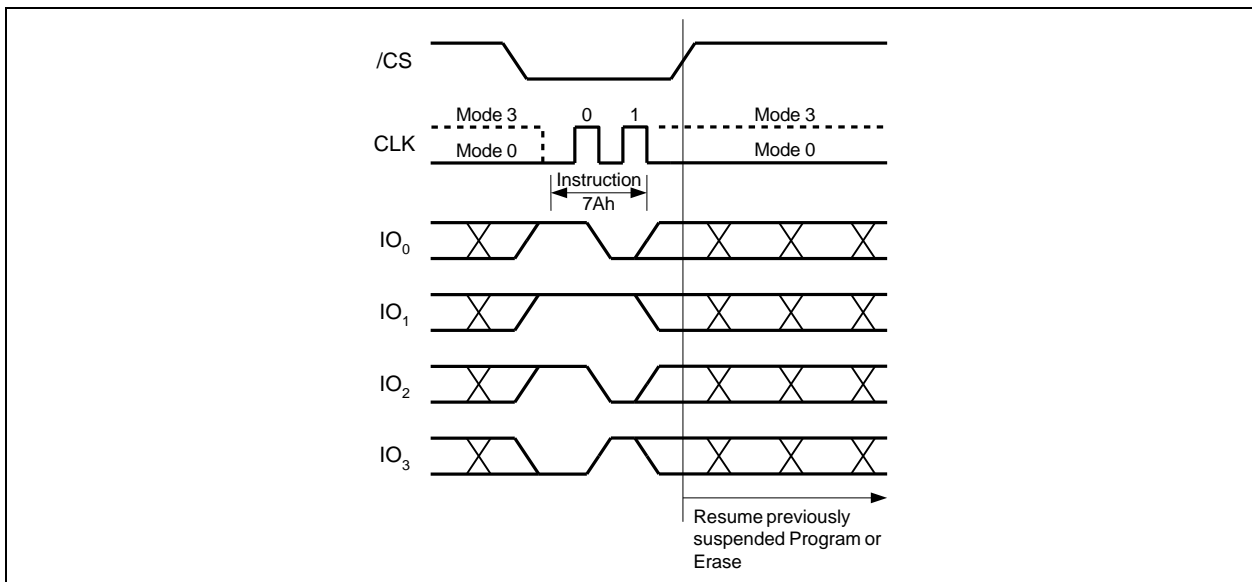 /CS
Mode 3 0 1 Mode 3
CLK
Mode 0 Mode 0
Instruction
7Ah
IO0
IO1
IO2
IO3
Resume previously
suspended Program or
Erase